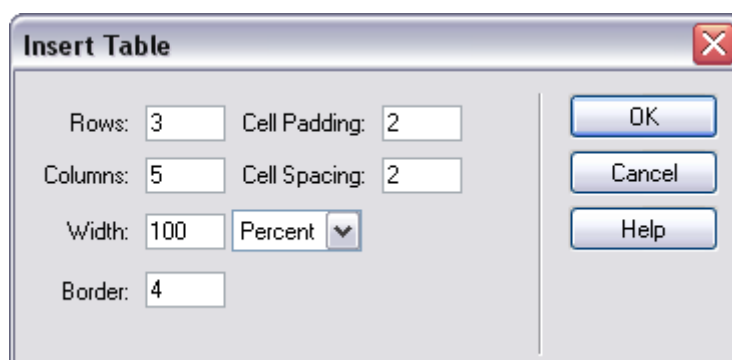 Insert Table
Rows: 3 Cell Padding: 2 OK
Columns: 5 Cell Spacing: 2 Cancel
Width: 100 Percent Help
Border: 4